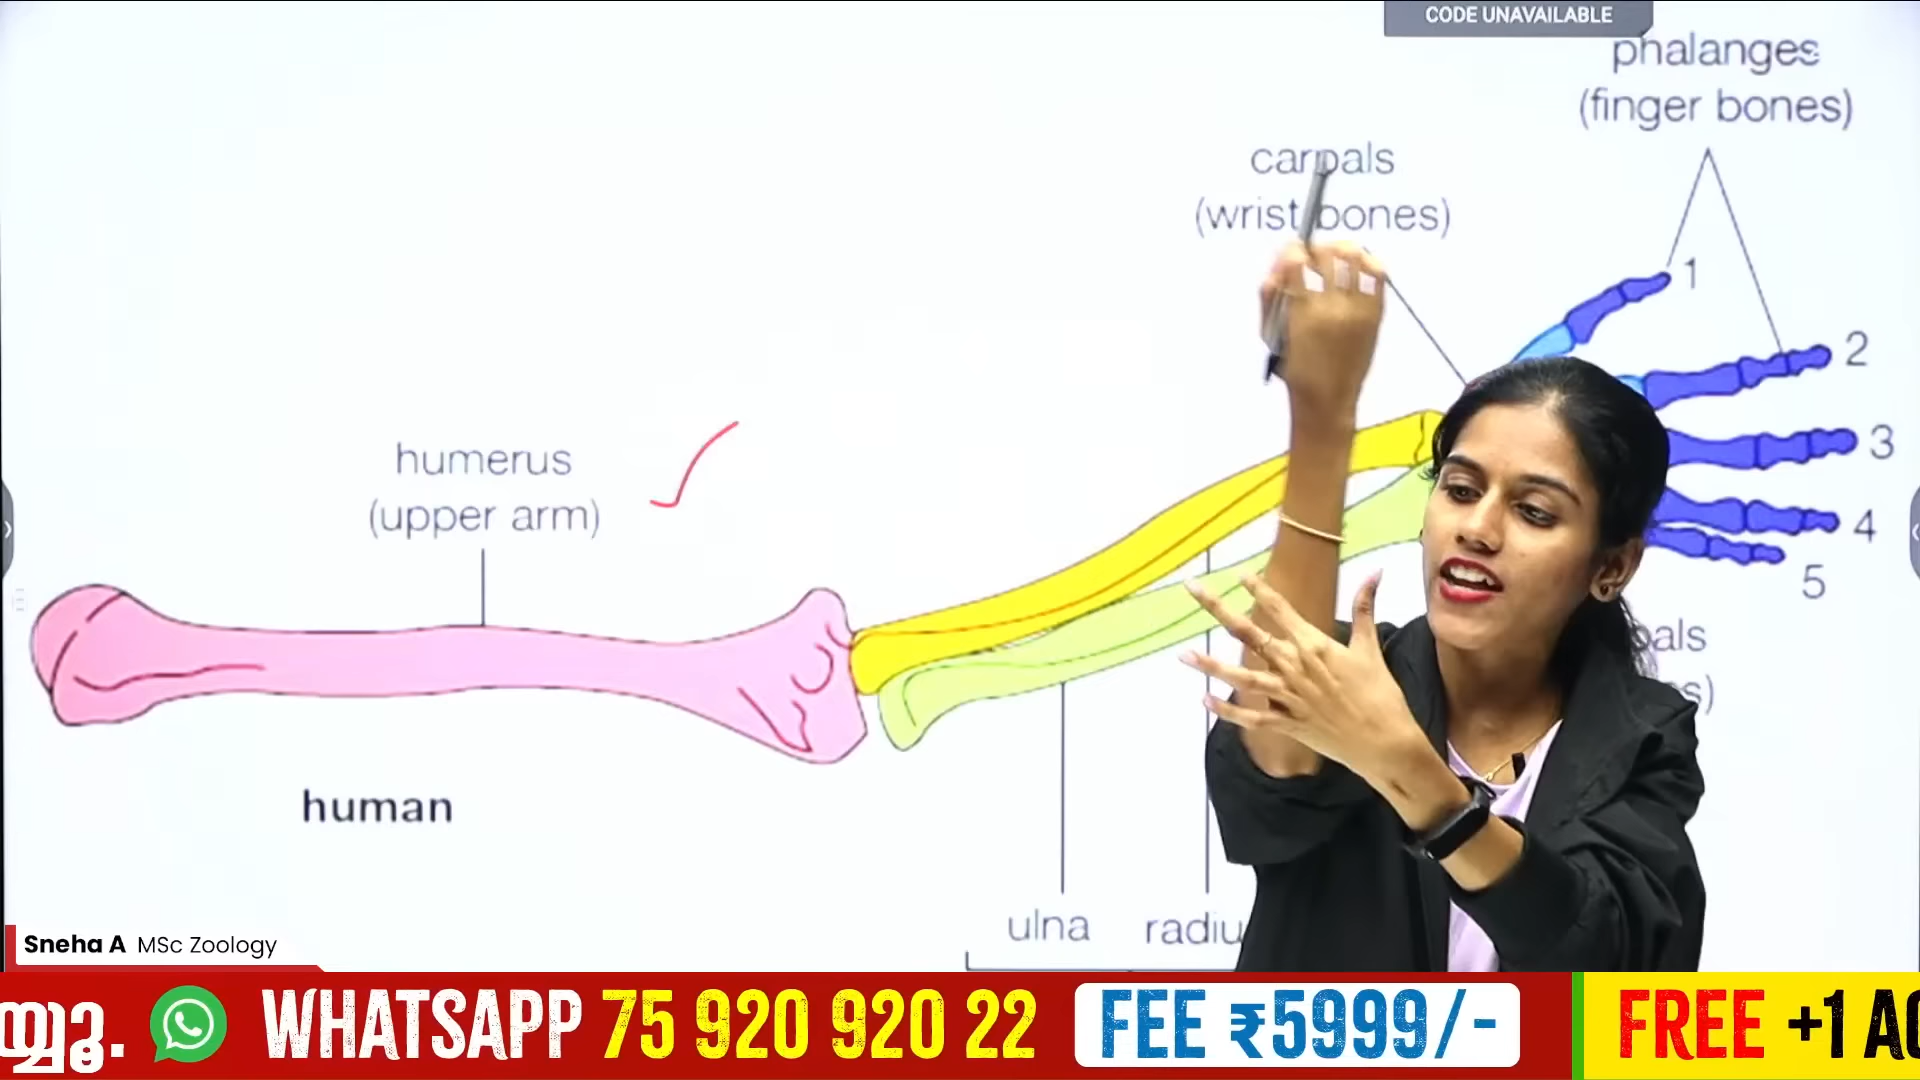 CODE UNAVAILABLE
phalanges
(finger bones)
carpals
(wrist bones)
1
2
3
4
5
humerus
(upper arm)
human
ulna
Sneha A MSc Zoology
WHATSAPP 75 920 920 22
FEE ₹5999/-
FREE +1